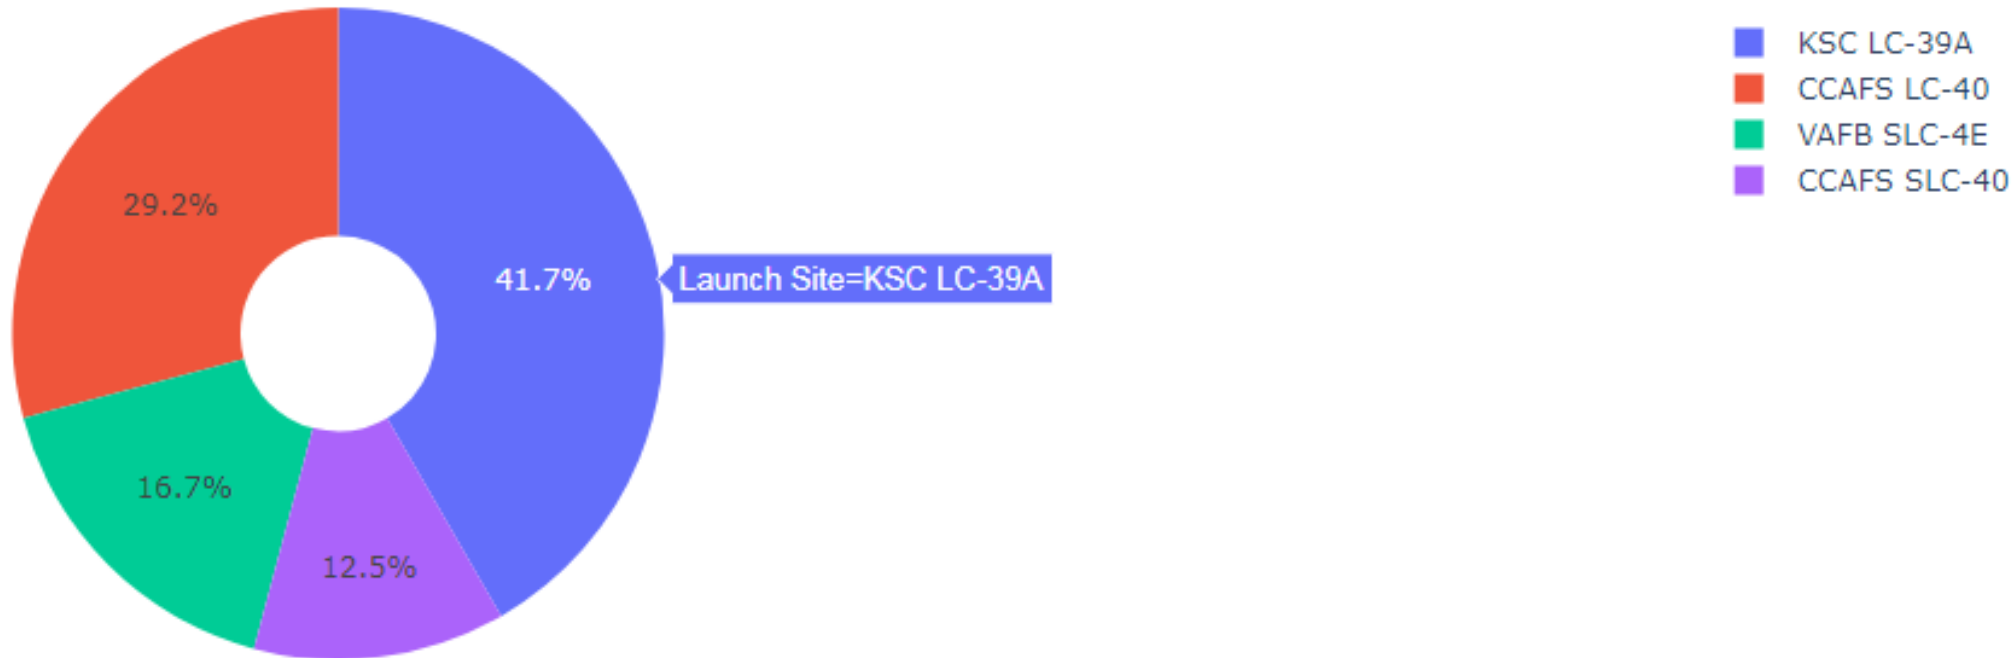 KSC LC-39A
CCAFS LC-40
VAFB SLC-4E
CCAFS SLC-40
29.2%
41.7%
Launch Site=KSC LC-39A
16.7%
12.5%